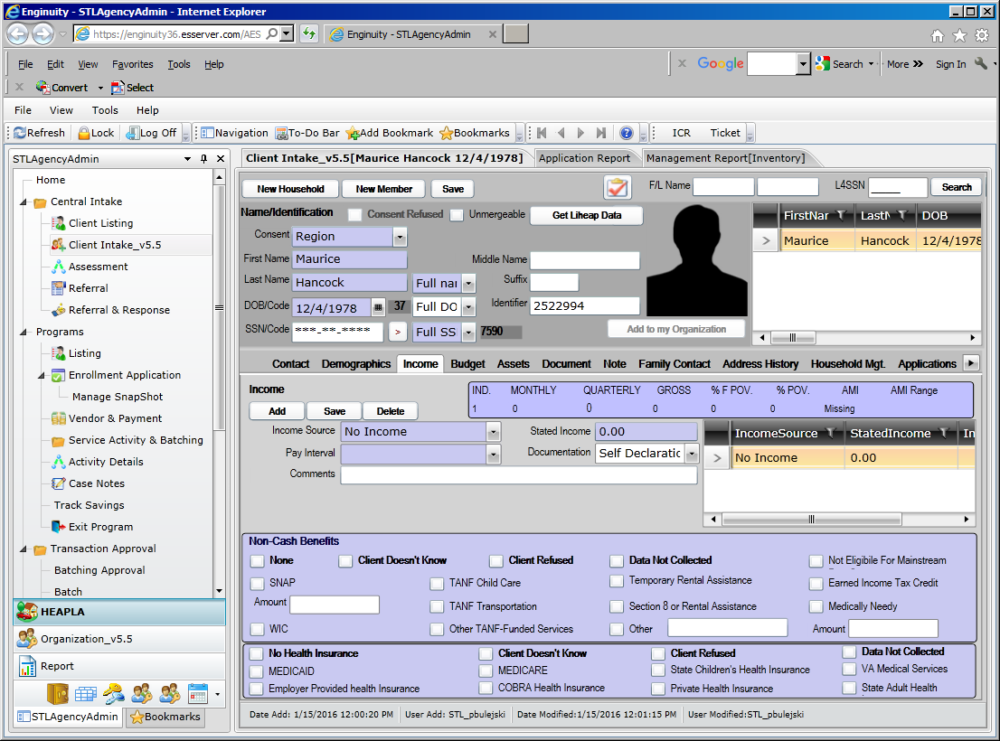 Enginuity - STLAgencyAdmin - Internet Explorer
https://enginuity36.esserver.com/AES
Enginuity - STLAgencyAdmin
File Edit View Favorites Tools Help
Google Search More Sign In
Convert Select
File View Tools Help
Refresh Lock Log Off Navigation To-Do Bar Add Bookmark Bookmarks ICR Ticket
STLAgencyAdmin
Home
Central Intake
Client Listing
Client Intake_v5.5
Assessment
Referral
Referral & Response
Programs
Listing
Enrollment Application
Manage SnapShot
Vendor & Payment
Service Activity & Batching
Activity Details
Case Notes
Track Savings
Exit Program
Transaction Approval
Batching Approval
Batch
HEAPLA
Organization_v5.5
Report
STLAgencyAdmin Bookmarks
Client Intake_v5.5[Maurice Hancock 12/4/1978] Application Report Management Report[Inventory]
New Household New Member Save F/L Name L4SSN _____ Search
Name/Identification Consent Refused Unmergeable Get Liheap Data
Consent Region
First Name Maurice Middle Name
Last Name Hancock Full nai Suffix
DOB/Code 12/4/1978 37 Full DO Identifier 2522994
SSN/Code ***-**-**** > Full SS 7590 Add to my Organization
FirstNar LastN DOB
> Maurice Hancock 12/4/1978
Contact Demographics Income Budget Assets Document Note Family Contact Address History Household Mgt. Applications
Income
Add Save Delete
IND. MONTHLY QUARTERLY GROSS % F POV. % POV. AMI AMI Range
1 0 0 0 0 0 Missing
Income Source No Income Stated Income 0.00
Pay Interval Documentation Self Declaratic
Comments
IncomeSource StatedIncome In
> No Income 0.00
Non-Cash Benefits
None Client Doesn't Know Client Refused Data Not Collected Not Eligibile For Mainstream
SNAP TANF Child Care Temporary Rental Assistance Earned Income Tax Credit
Amount TANF Transportation Section 8 or Rental Assistance Medically Needy
WIC Other TANF-Funded Services Other Amount
No Health Insurance Client Doesn't Know Client Refused Data Not Collected
MEDICAID MEDICARE State Children's Health Insurance VA Medical Services
Employer Provided health Insurance COBRA Health Insurance Private Health Insurance State Adult Health
Date Add: 1/15/2016 12:00:20 PM User Add: STL_pbulejski Date Modified:1/15/2016 12:01:15 PM User Modified:STL_pbulejski